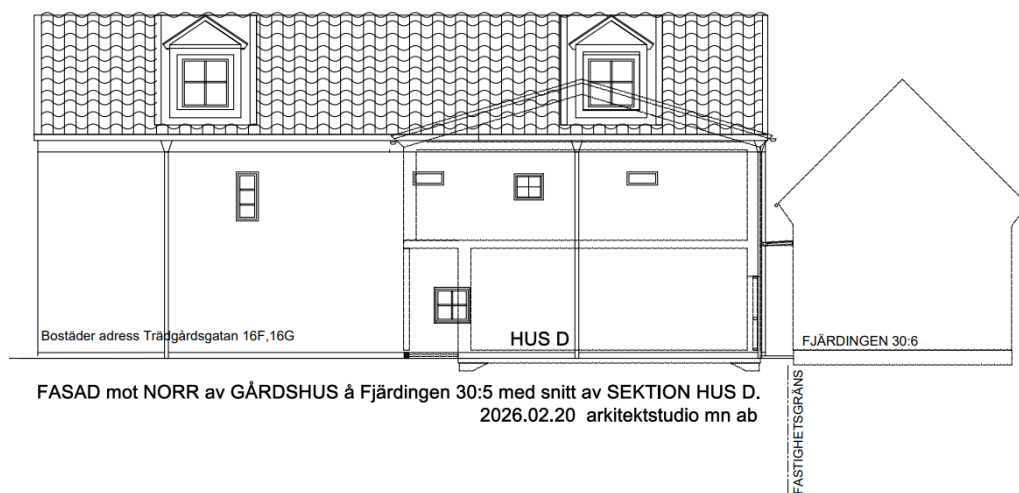 Bostäder adress Trädgårdsgatan 16F,16G
HUS D
FJÄRDINGEN 30:6
FASAD mot NORR av GÅRDSHUS å Fjärdingen 30:5 med snitt av SEKTION HUS D.
2026.02.20 arkitektstudio mn ab
FASTIGHETSGRÄNS